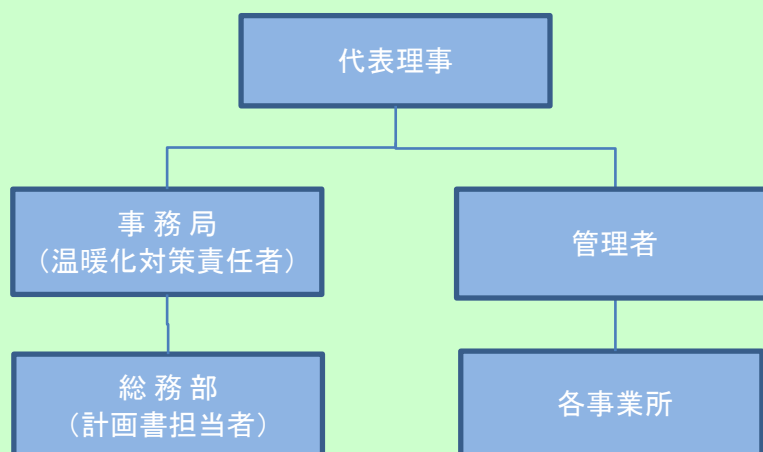 代表理事
事 務 局
（温暖化対策責任者）
管理者
総 務 部
（計画書担当者）
各事業所